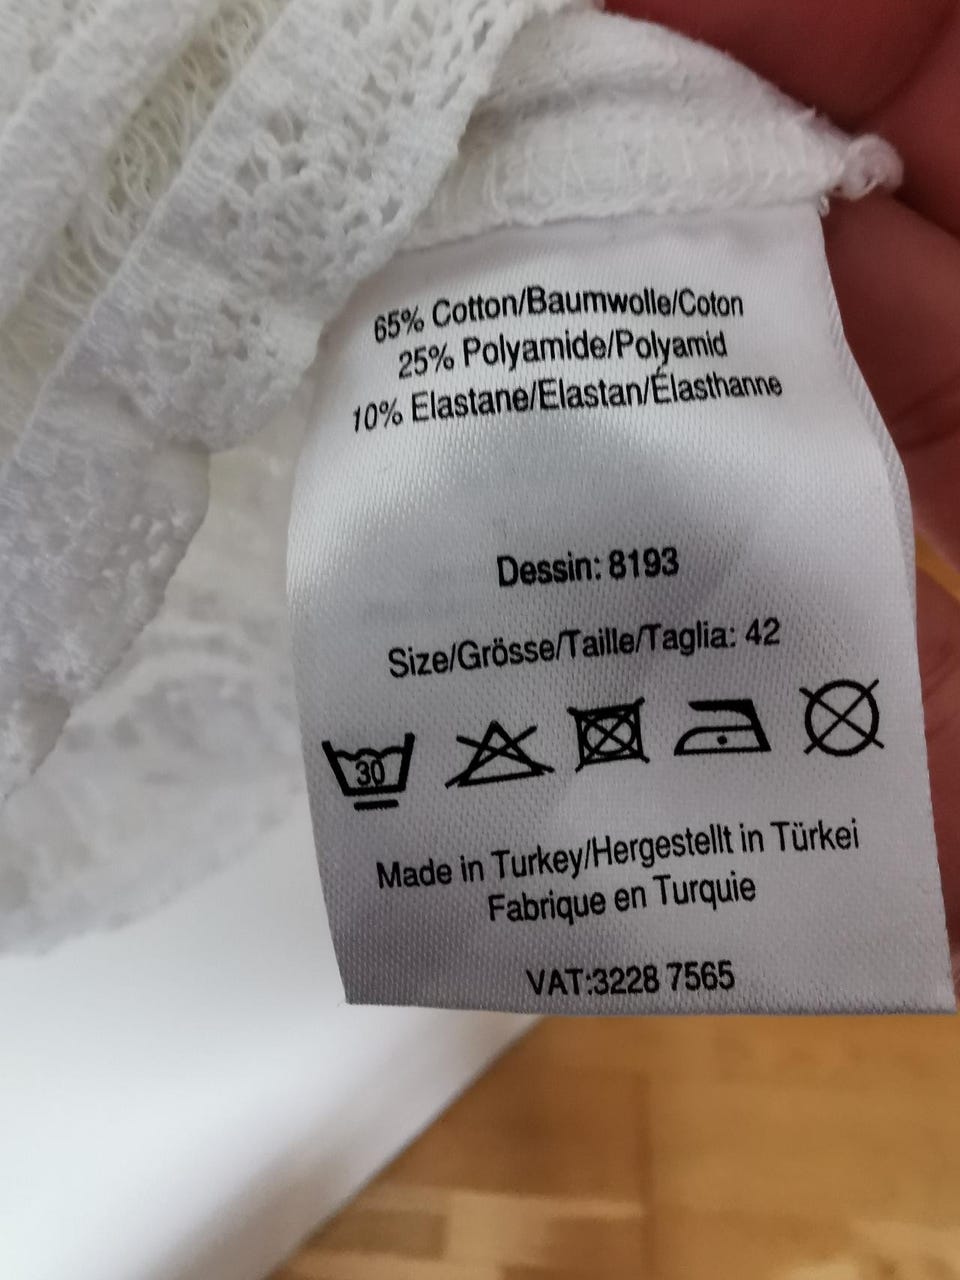 65% Cotton/Baumwolle/Coton
25% Polyamide/Polyamid
10% Elastane/Elastan/Élasthanne
Dessin: 8193
Size/Grösse/Taille/Taglia: 42
30
Made in Turkey/Hergestellt in Türkei
Fabrique en Turquie
VAT:3228 7565